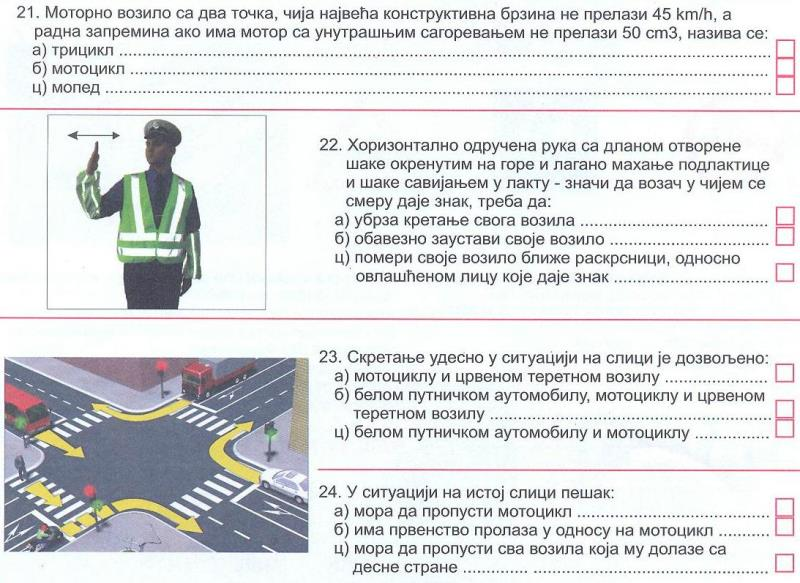 21. Моторно возило са два точка, чија највећа конструктивна брзина не прелази 45 km/h, а
радна запремина ако има мотор са унутрашњим сагоревањем не прелази 50 cm3, назива се:
а) трицикл
б) мотоцикл
ц) мопед
22. Хоризонтално одручена рука са дланом отворене
шаке окренутим на горе и лагано махање подлактице
и шаке савијањем у лакту - значи да возач у чијем се
смеру даје знак, треба да:
а) убрза кретање свога возила
б) обавезно заустави своје возило
ц) помери своје возило ближе раскрсници, односно
овлашћеном лицу које даје знак
23. Скретање удесно у ситуацији на слици је дозвољено:
а) мотоциклу и црвеном теретном возилу
б) белом путничком аутомобилу, мотоциклу и црвеном
теретном возилу
ц) белом путничком аутомобилу и мотоциклу
24. У ситуацији на истој слици пешак:
а) мора да пропусти мотоцикл
б) има првенство пролаза у односу на мотоцикл
ц) мора да пропусти сва возила која му долазе са
десне стране